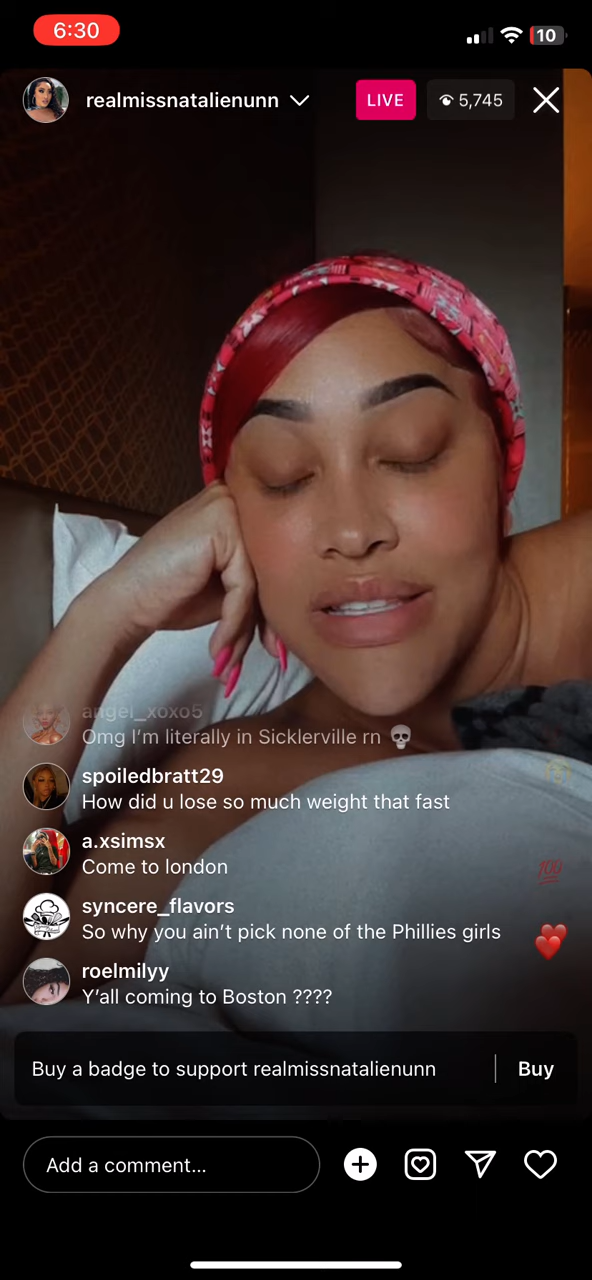 6:30
10
realmissnatalienunn
LIVE
5,745
angel_xoxo5
Omg I’m literally in Sicklerville rn 💀
spoiledbratt29
How did u lose so much weight that fast
a.xsimsx
Come to london
syncere_flavors
So why you ain’t pick none of the Phillies girls
roelmilyy
Y’all coming to Boston ????
Buy a badge to support realmissnatalienunn
Buy
Add a comment...
💯